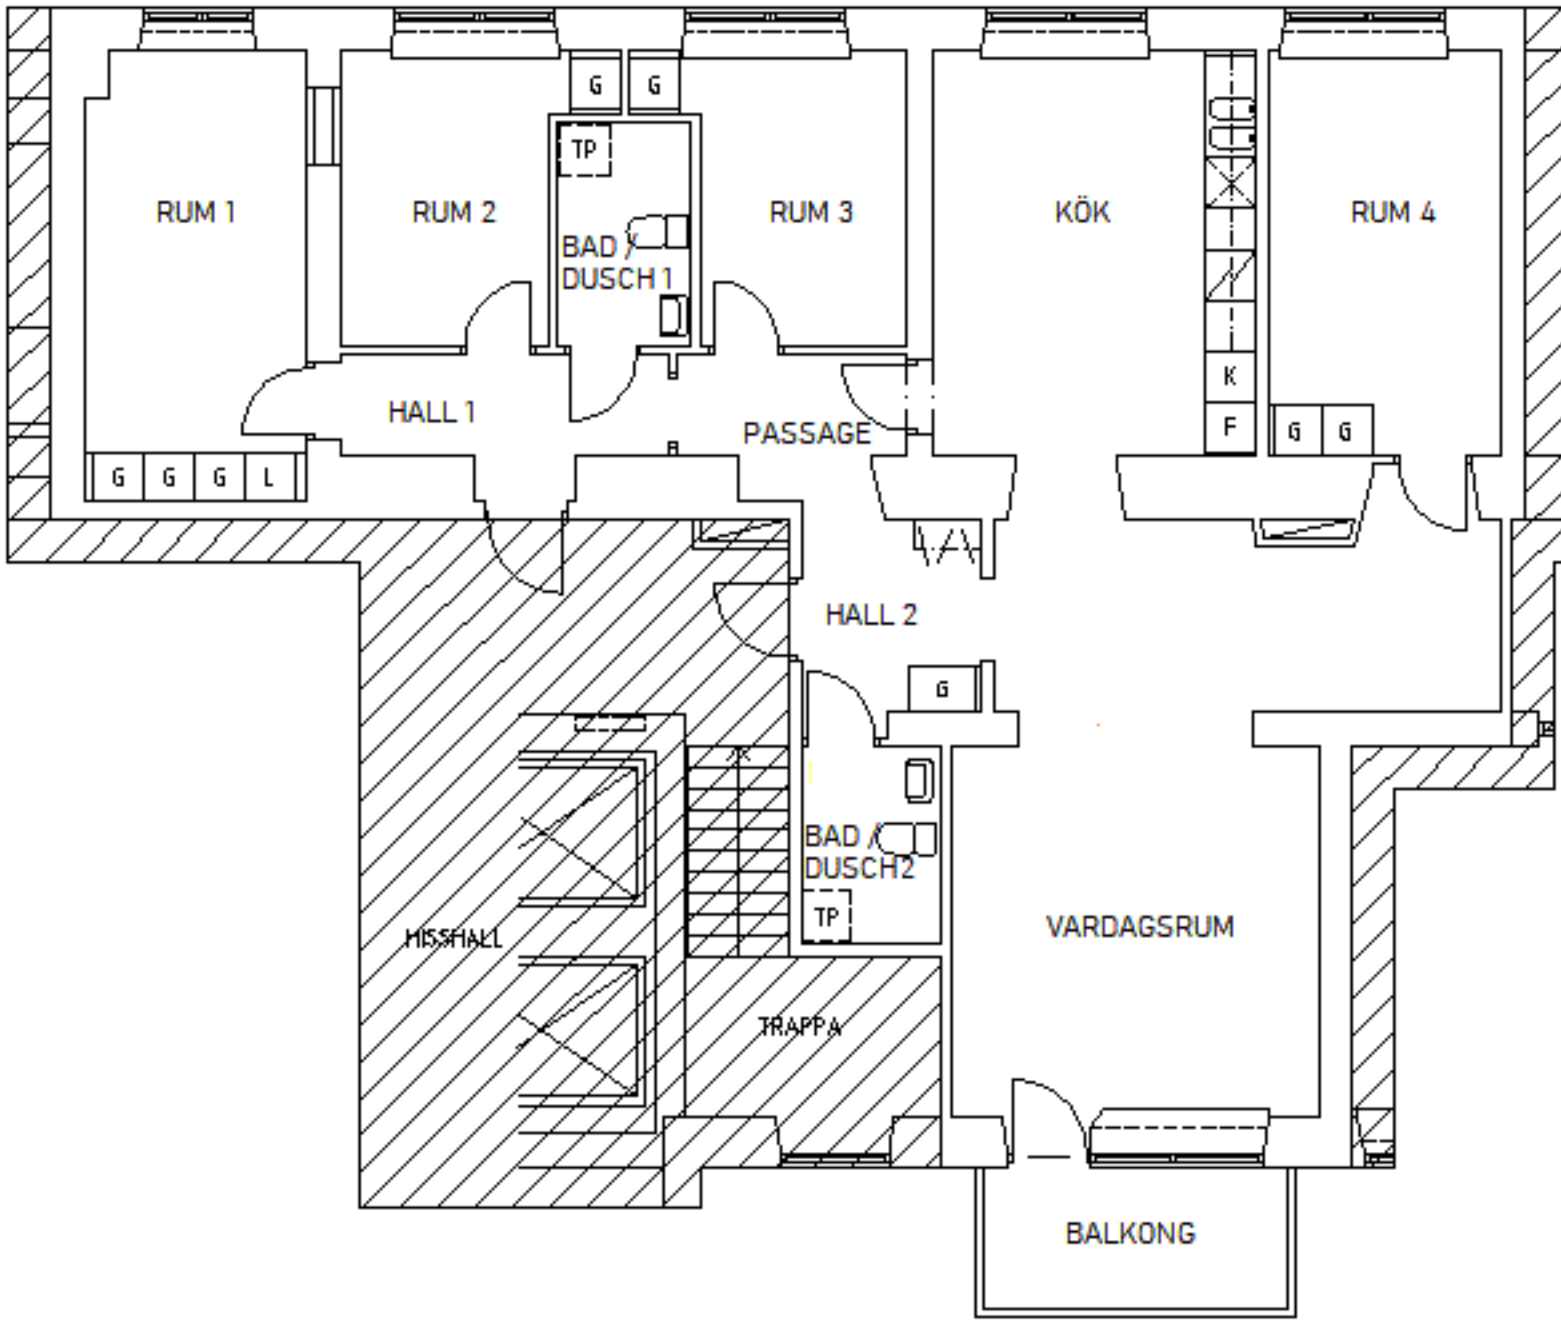 G G
TP
RUM 1 RUM 2 RUM 3 KÖK RUM 4
BAD /
DUSCH 1
K
HALL 1
PASSAGE
F G G
G G G L
HALL 2
G
BAD /
DUSCH2
TP
VARDAGSRUM
HISSHALL
TRAPPA
BALKONG